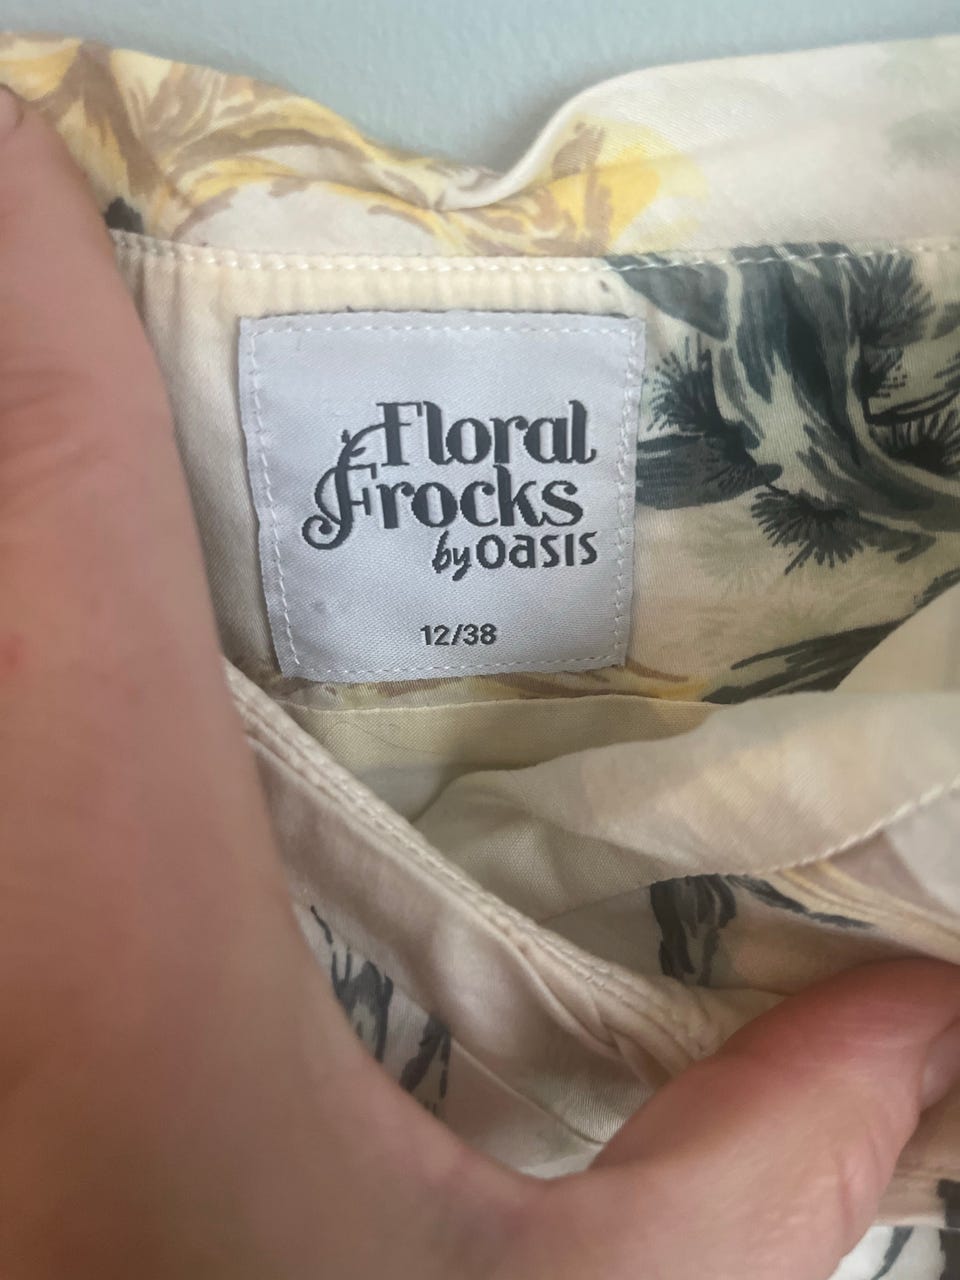 Floral
Frocks
by oasis
12/38